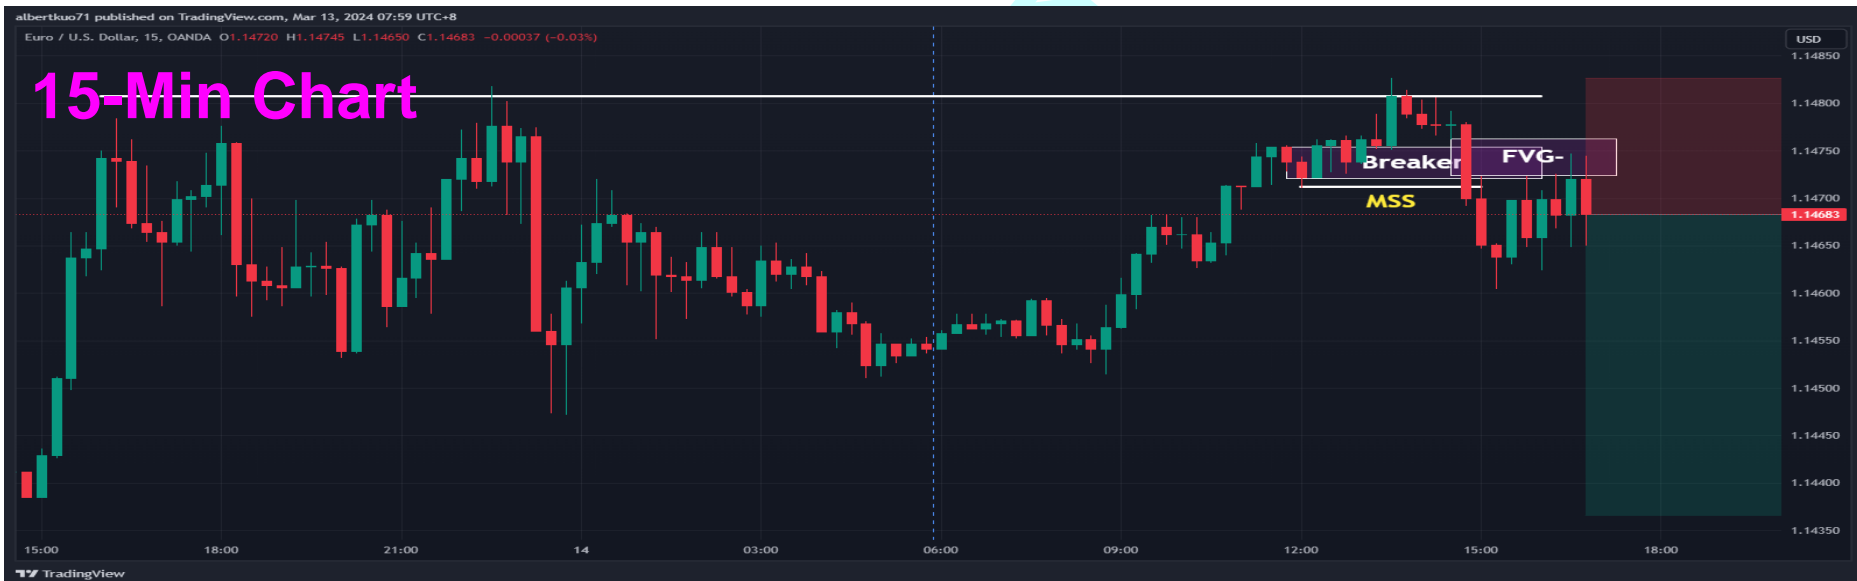 albertkuo71 published on TradingView.com, Mar 13, 2024 07:59 UTC+8
Euro / U.S. Dollar, 15, OANDA O1.14720 H1.14745 L1.14650 C1.14683 −0.00037 (−0.03%)
USD
15-Min Chart
1.14850
1.14800
1.14750
1.14700
1.14683
1.14650
1.14600
1.14550
1.14500
1.14450
1.14400
1.14350
Breaker
FVG-
MSS
15:00 18:00 21:00 14 03:00 06:00 09:00 12:00 15:00 18:00
TradingView